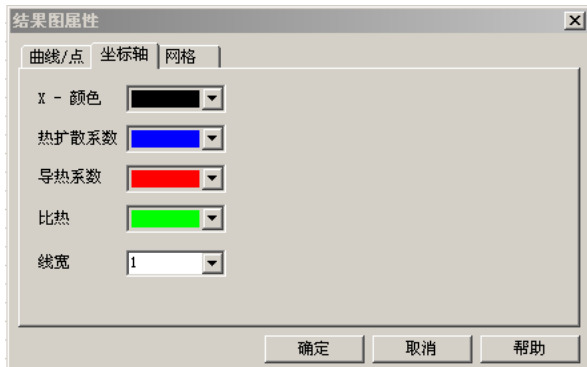 结果图属性
曲线/点 坐标轴 网格
X - 颜色
热扩散系数
导热系数
比热
线宽 1
确定 取消 帮助